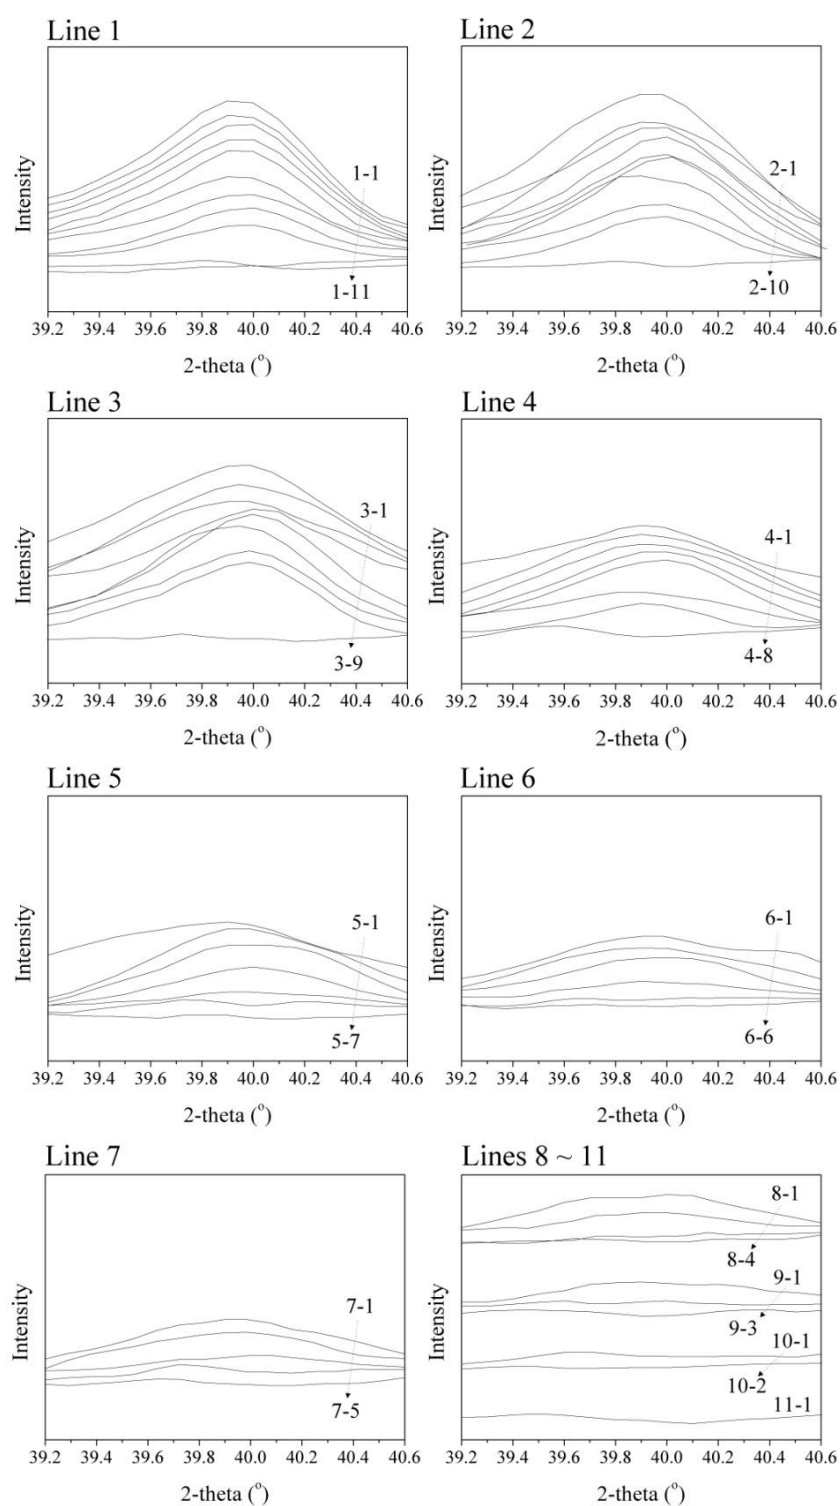 Line 1
Intensity
1-1
1-11
39.2 39.4 39.6 39.8 40.0 40.2 40.4 40.6
2-theta (°)
Line 2
Intensity
2-1
2-10
39.2 39.4 39.6 39.8 40.0 40.2 40.4 40.6
2-theta (°)
Line 3
Intensity
3-1
3-9
39.2 39.4 39.6 39.8 40.0 40.2 40.4 40.6
2-theta (°)
Line 4
Intensity
4-1
4-8
39.2 39.4 39.6 39.8 40.0 40.2 40.4 40.6
2-theta (°)
Line 5
Intensity
5-1
5-7
39.2 39.4 39.6 39.8 40.0 40.2 40.4 40.6
2-theta (°)
Line 6
Intensity
6-1
6-6
39.2 39.4 39.6 39.8 40.0 40.2 40.4 40.6
2-theta (°)
Line 7
Intensity
7-1
7-5
39.2 39.4 39.6 39.8 40.0 40.2 40.4 40.6
2-theta (°)
Lines 8 ~ 11
Intensity
8-1
8-4
9-1
9-3
10-1
10-2
11-1
39.2 39.4 39.6 39.8 40.0 40.2 40.4 40.6
2-theta (°)